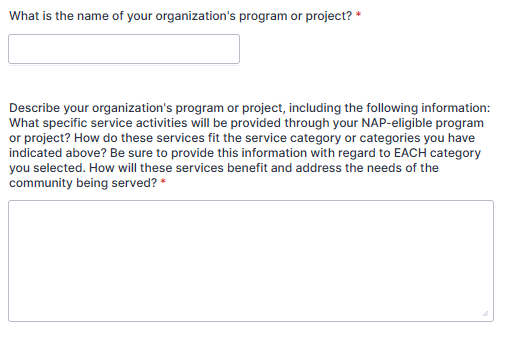 What is the name of your organization's program or project? *
Describe your organization's program or project, including the following information:
What specific service activities will be provided through your NAP-eligible program
or project? How do these services fit the service category or categories you have
indicated above? Be sure to provide this information with regard to EACH category
you selected. How will these services benefit and address the needs of the
community being served? *